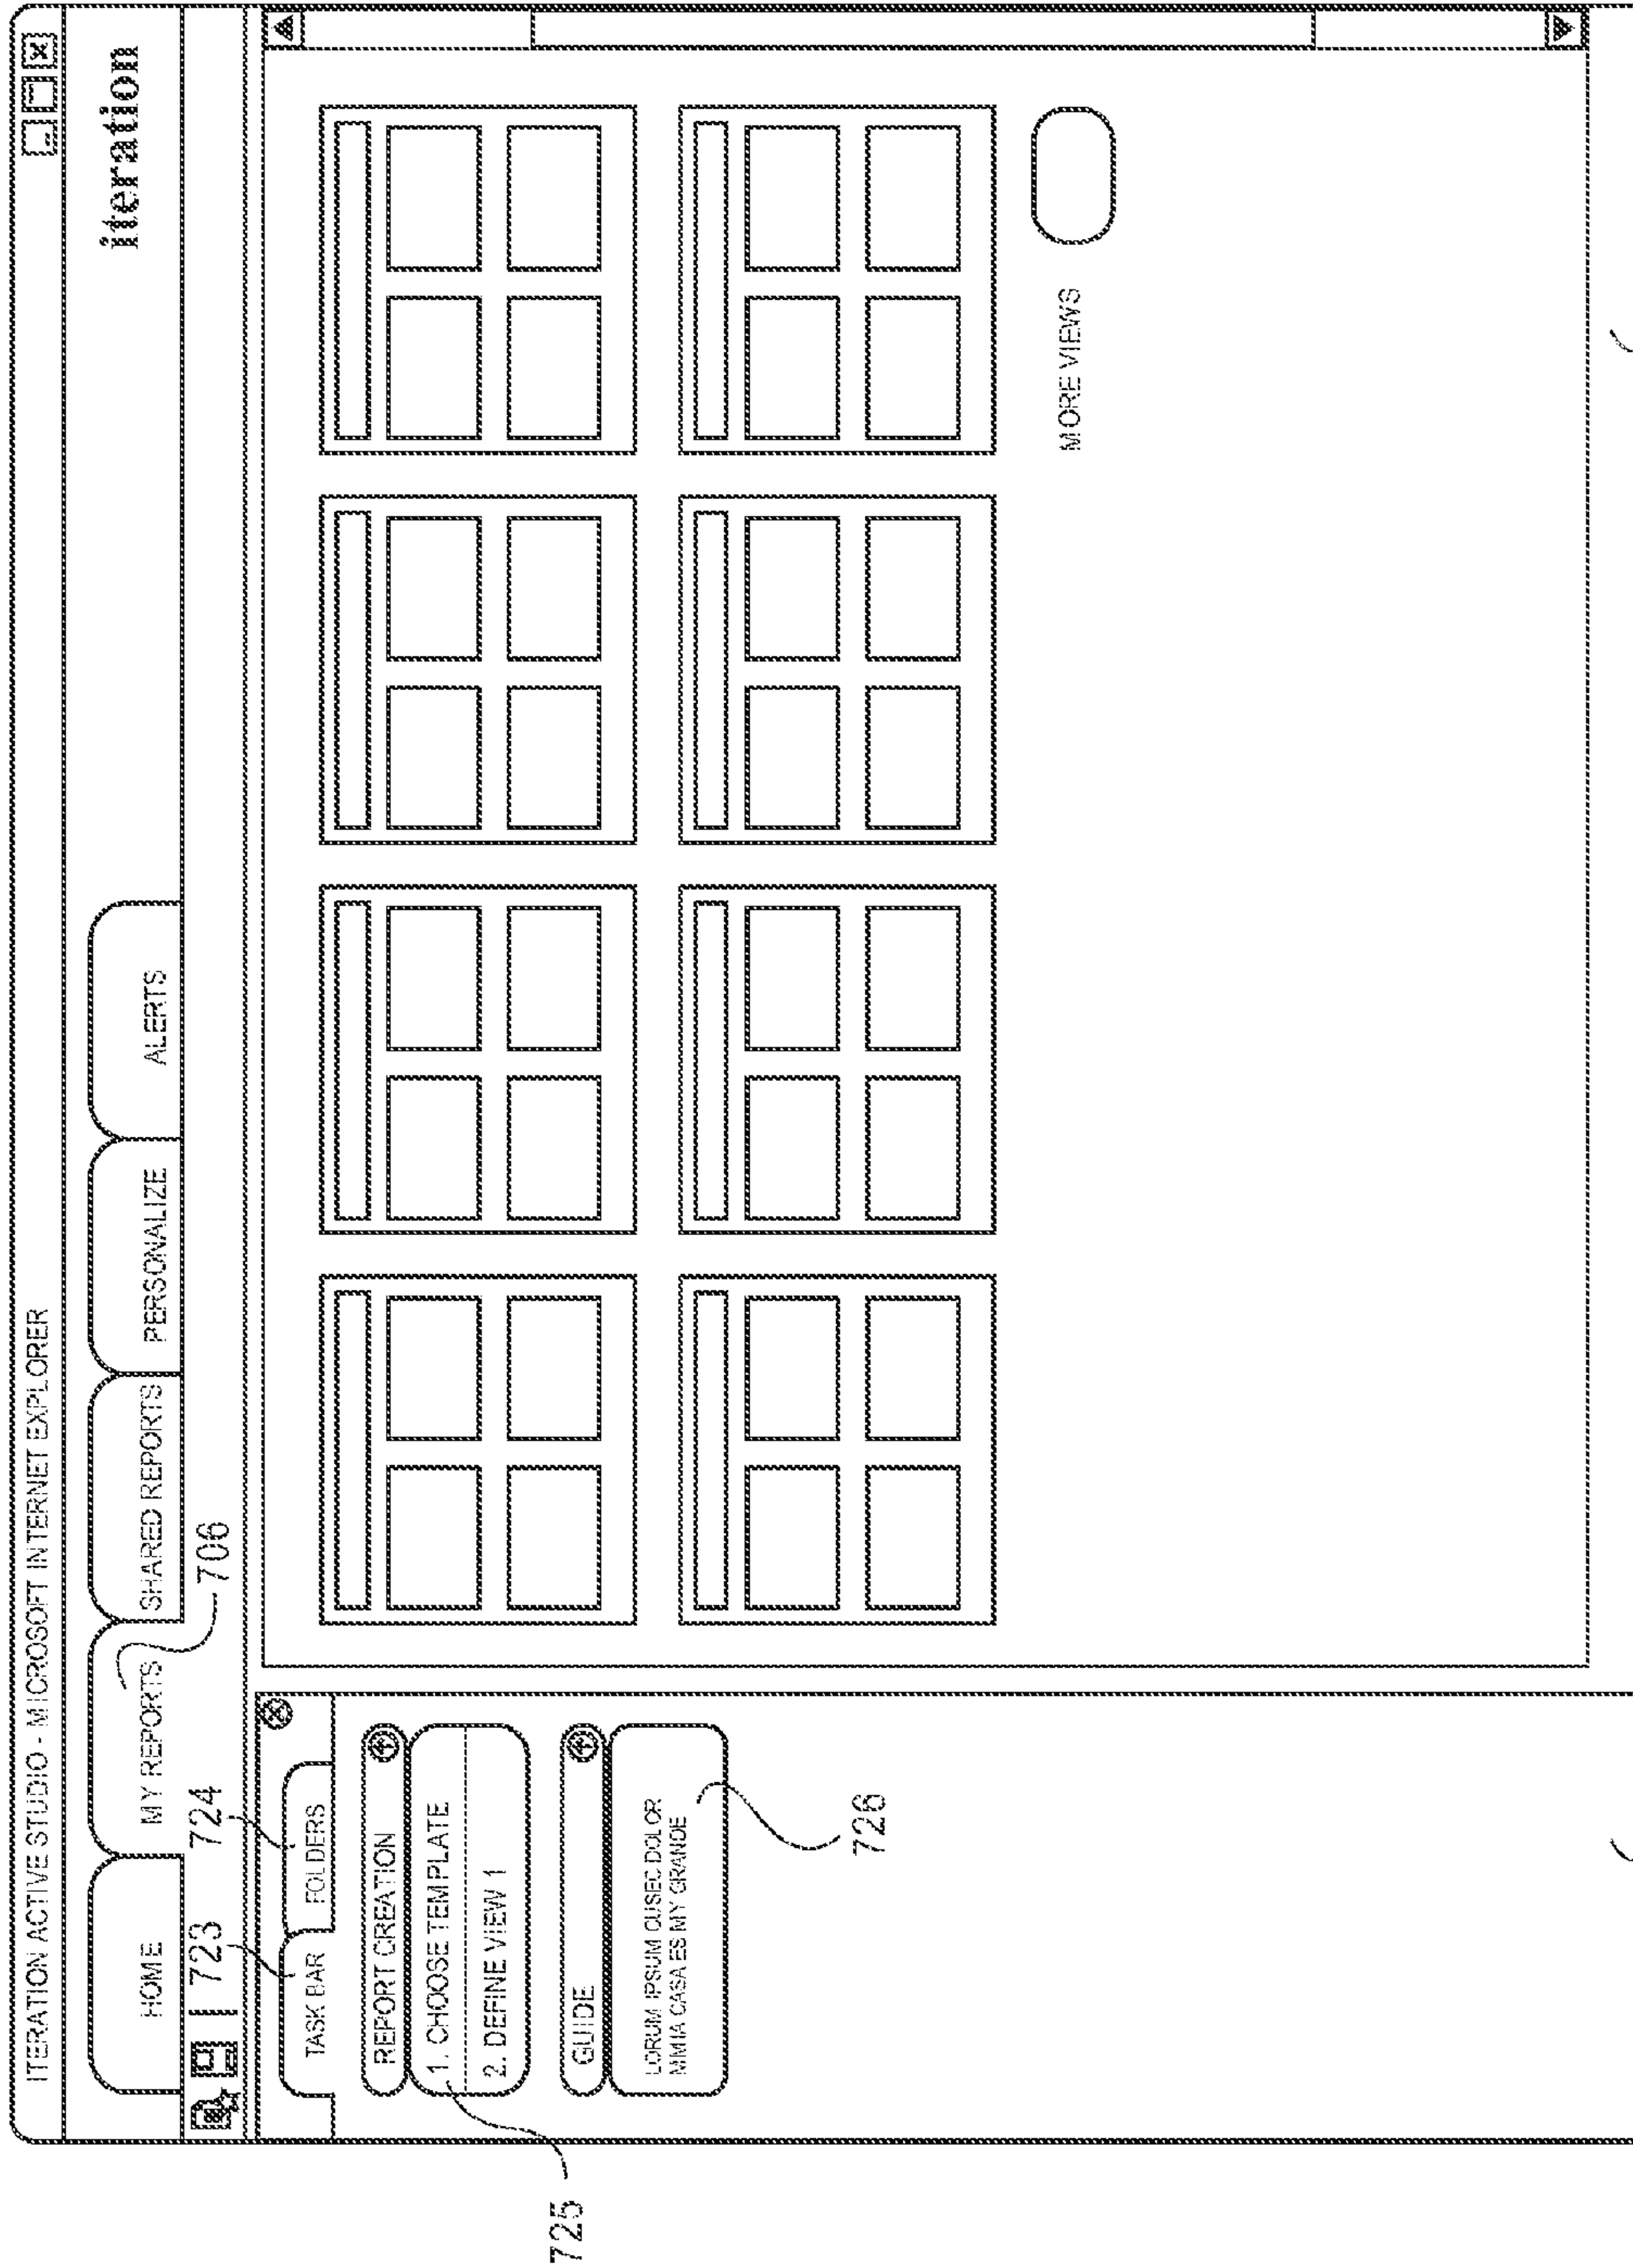 ITERATION ACTIVE STUDIO - MICROSOFT INTERNET EXPLORER
iteration
HOME
MY REPORTS
SHARED REPORTS
PERSONALIZE
ALERTS
706
723
724
TASK BAR
FOLDERS
REPORT CREATION
1. CHOOSE TEMPLATE
2. DEFINE VIEW 1
725
GUIDE
LORUM IPSUM CUSEC DOLOR
MMIA CASA ES MY GRANDE
726
MORE VIEWS